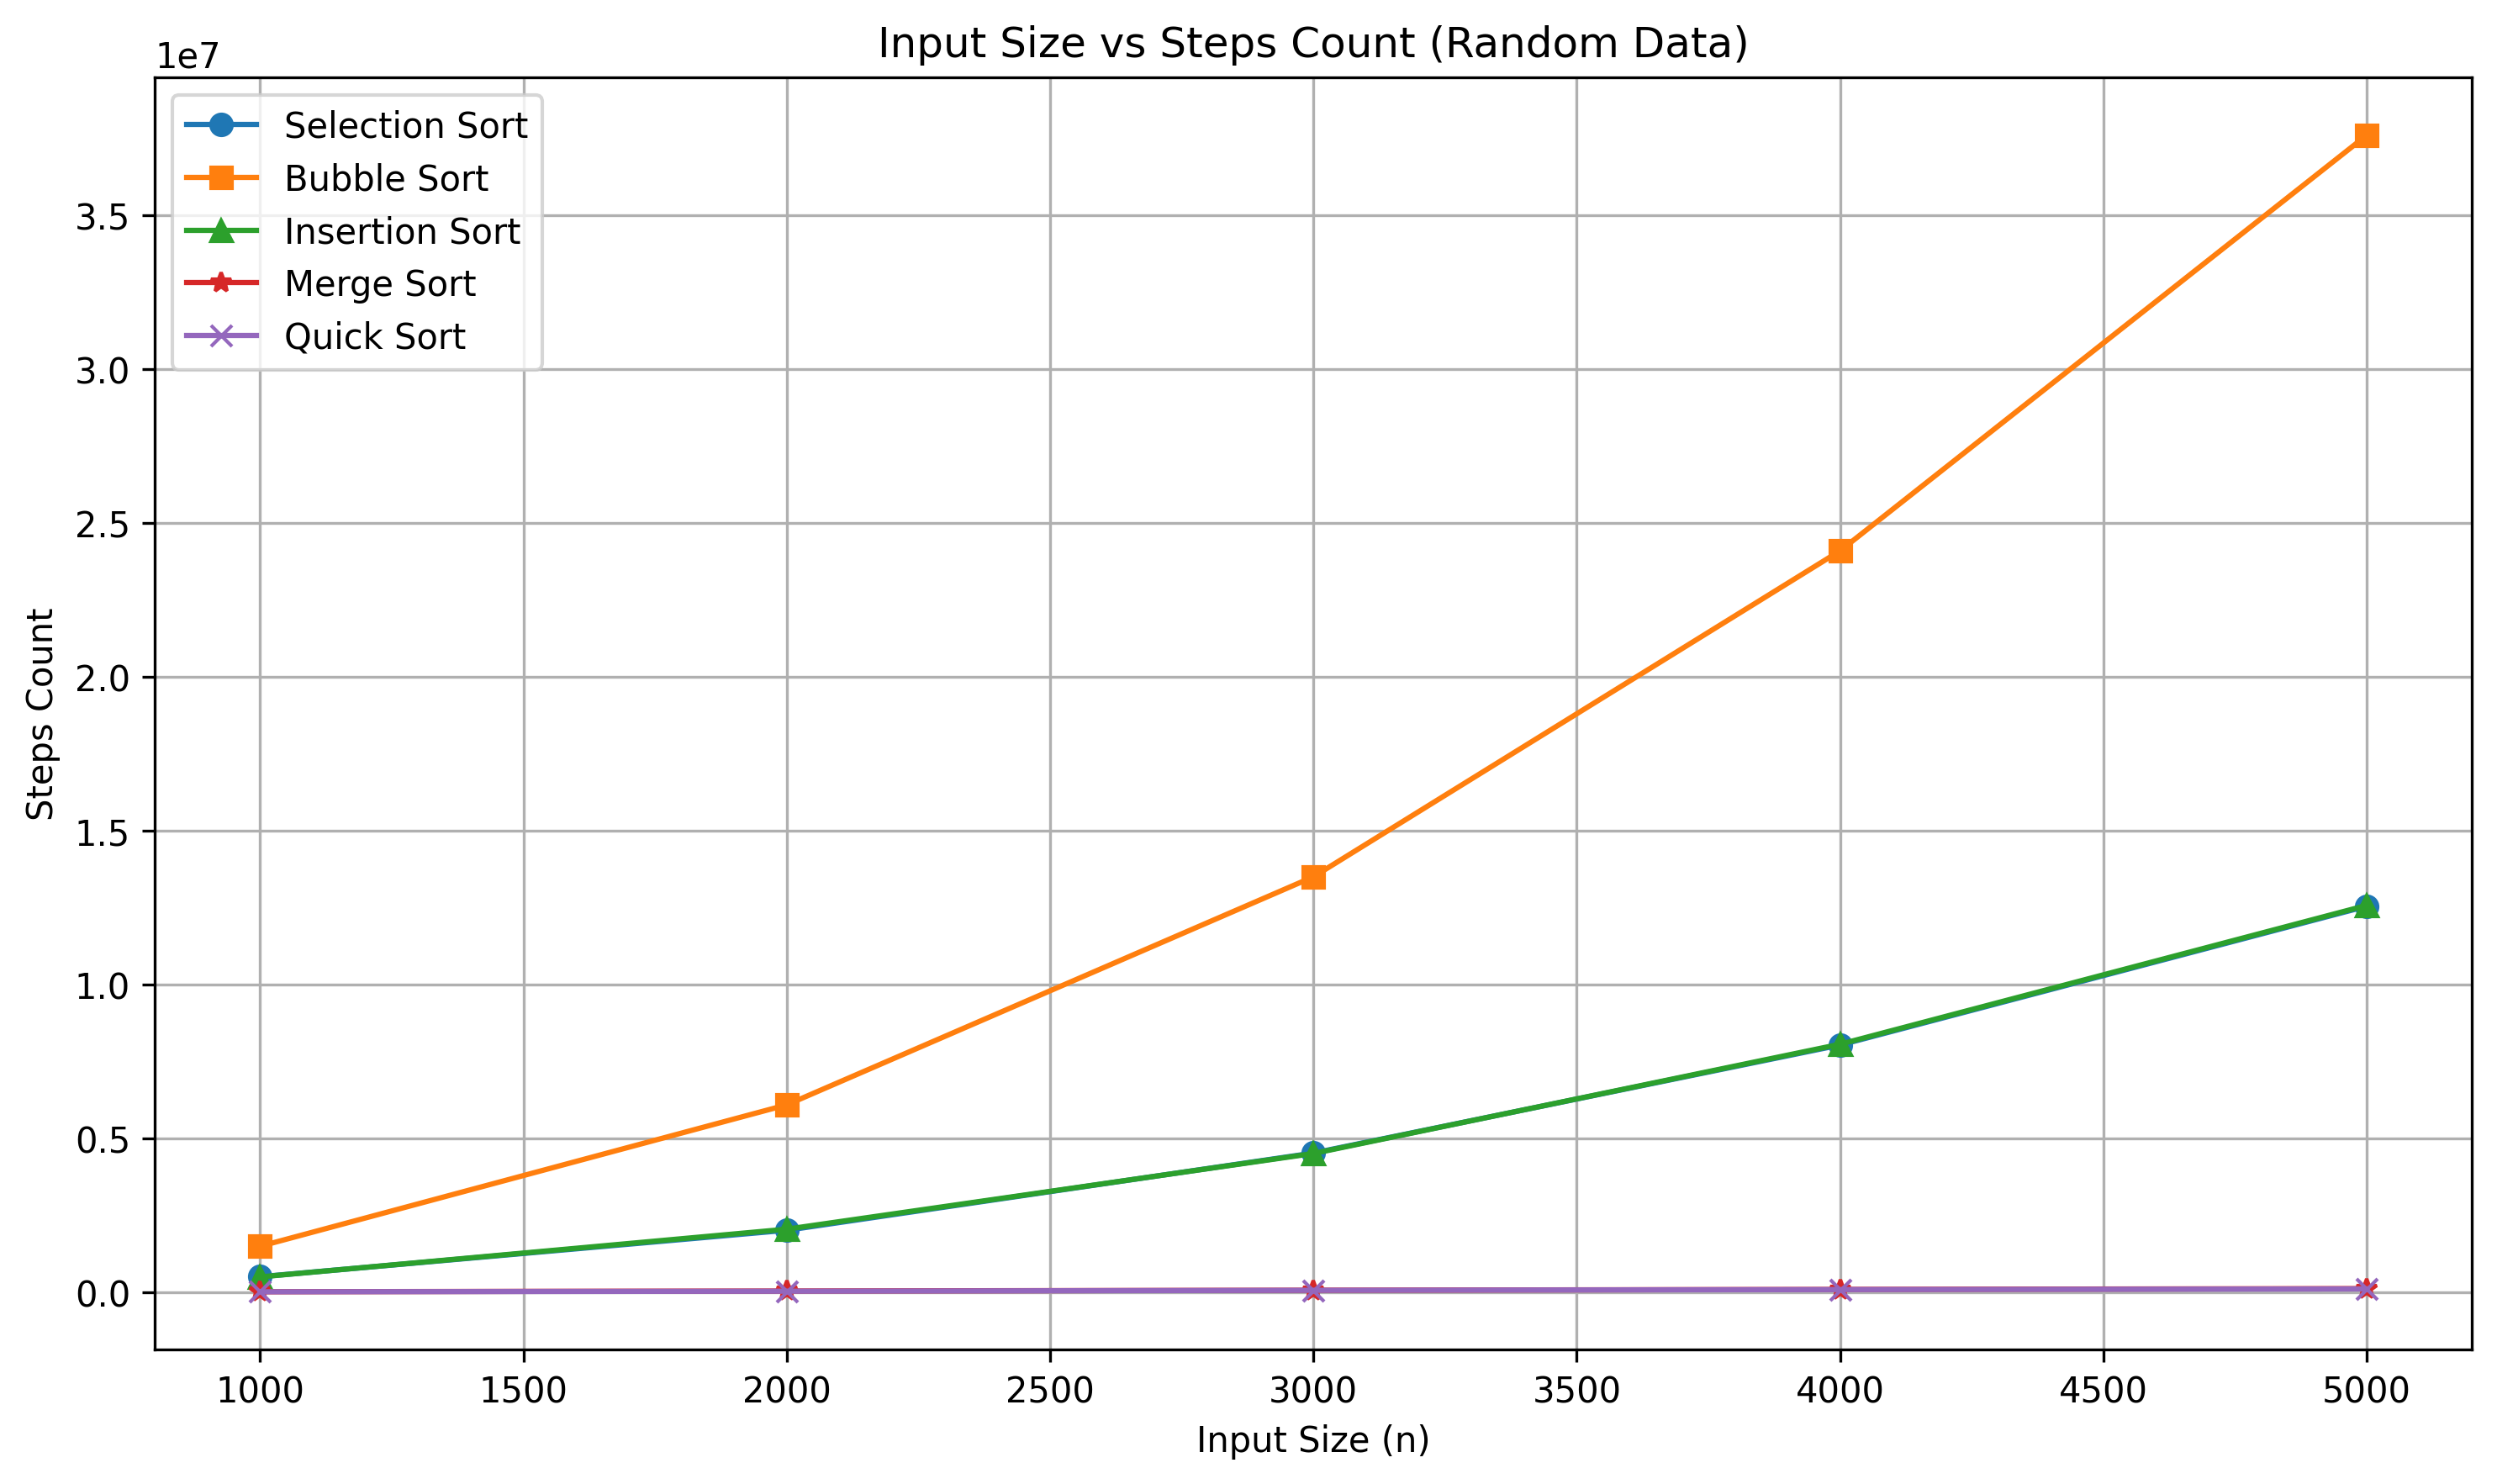 Input Size vs Steps Count (Random Data)
1e7
Selection Sort
Bubble Sort
Insertion Sort
Merge Sort
Quick Sort
3.5
3.0
2.5
2.0
1.5
1.0
0.5
0.0
Steps Count
1000 1500 2000 2500 3000 3500 4000 4500 5000
Input Size (n)